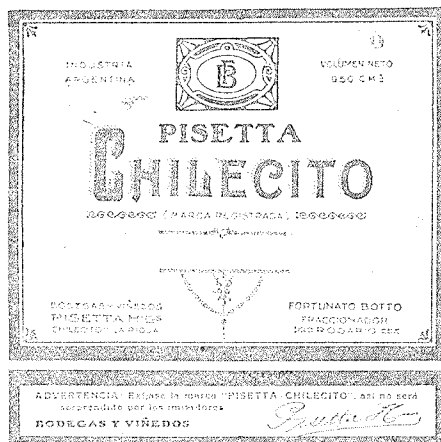 INDUSTRIA
ARGENTINA
VOLÚMEN NETO
950 CM3
PISETTA
CHILECITO
(MARCA REGISTRADA)
BODEGAS Y VIÑEDOS
PISETTA Hnos
CHILECITO LA RIOJA
FORTUNATO BOTTO
FRACCIONADOR
ROSARIO
ADVERTENCIA: Exíjase la marca "PISETTA-CHILECITO", así no será
sorprendido por los imitadores
BODEGAS Y VIÑEDOS